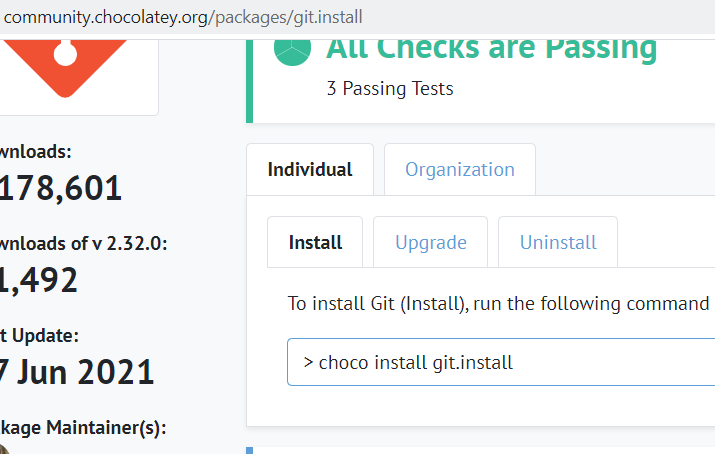 community.chocolatey.org/packages/git.install
All Checks are Passing
3 Passing Tests
wnloads:
178,601
wnloads of v 2.32.0:
1,492
t Update:
7 Jun 2021
kage Maintainer(s):
Individual
Organization
Install
Upgrade
Uninstall
To install Git (Install), run the following command
> choco install git.install